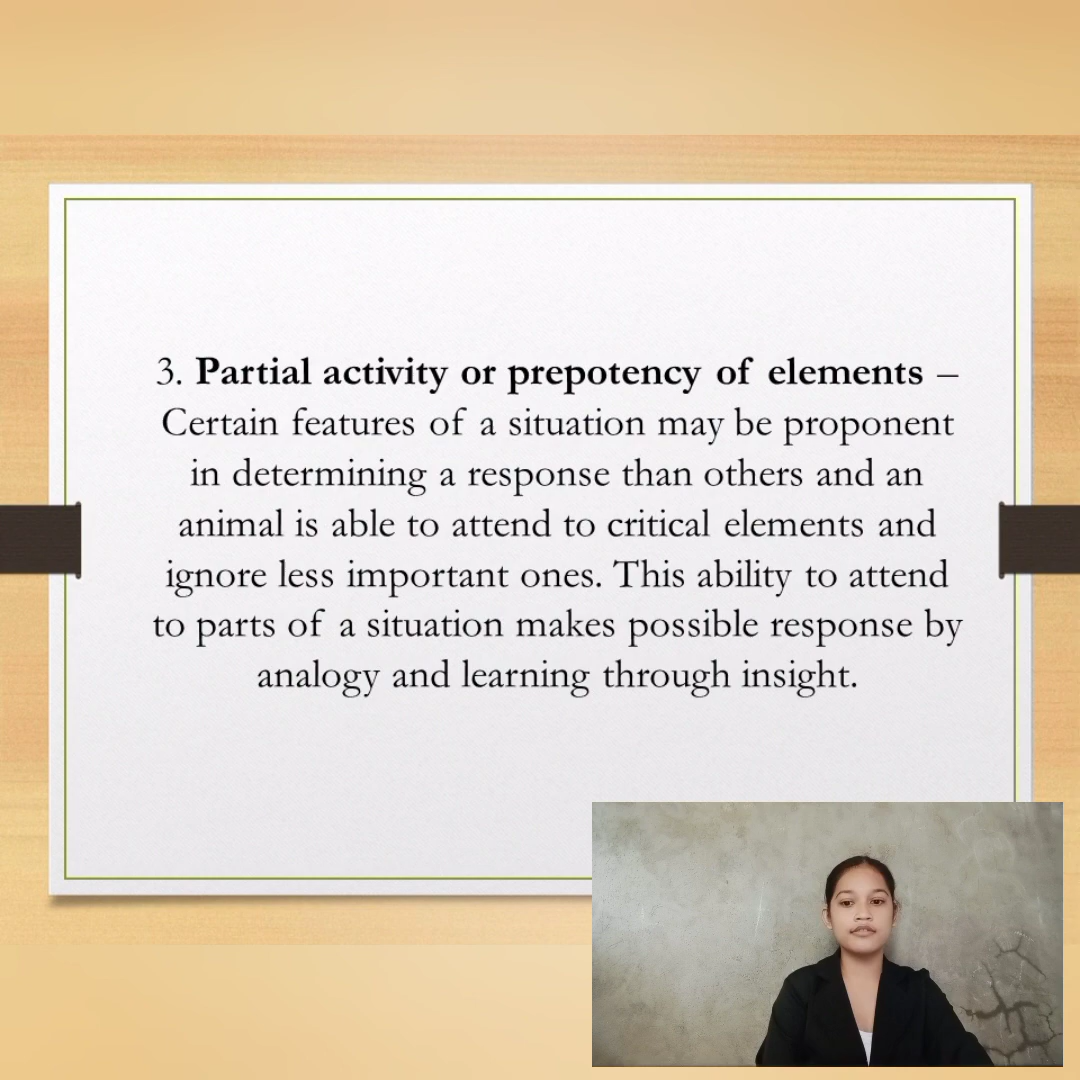 3. Partial activity or prepotency of elements –
Certain features of a situation may be proponent
in determining a response than others and an
animal is able to attend to critical elements and
ignore less important ones. This ability to attend
to parts of a situation makes possible response by
analogy and learning through insight.